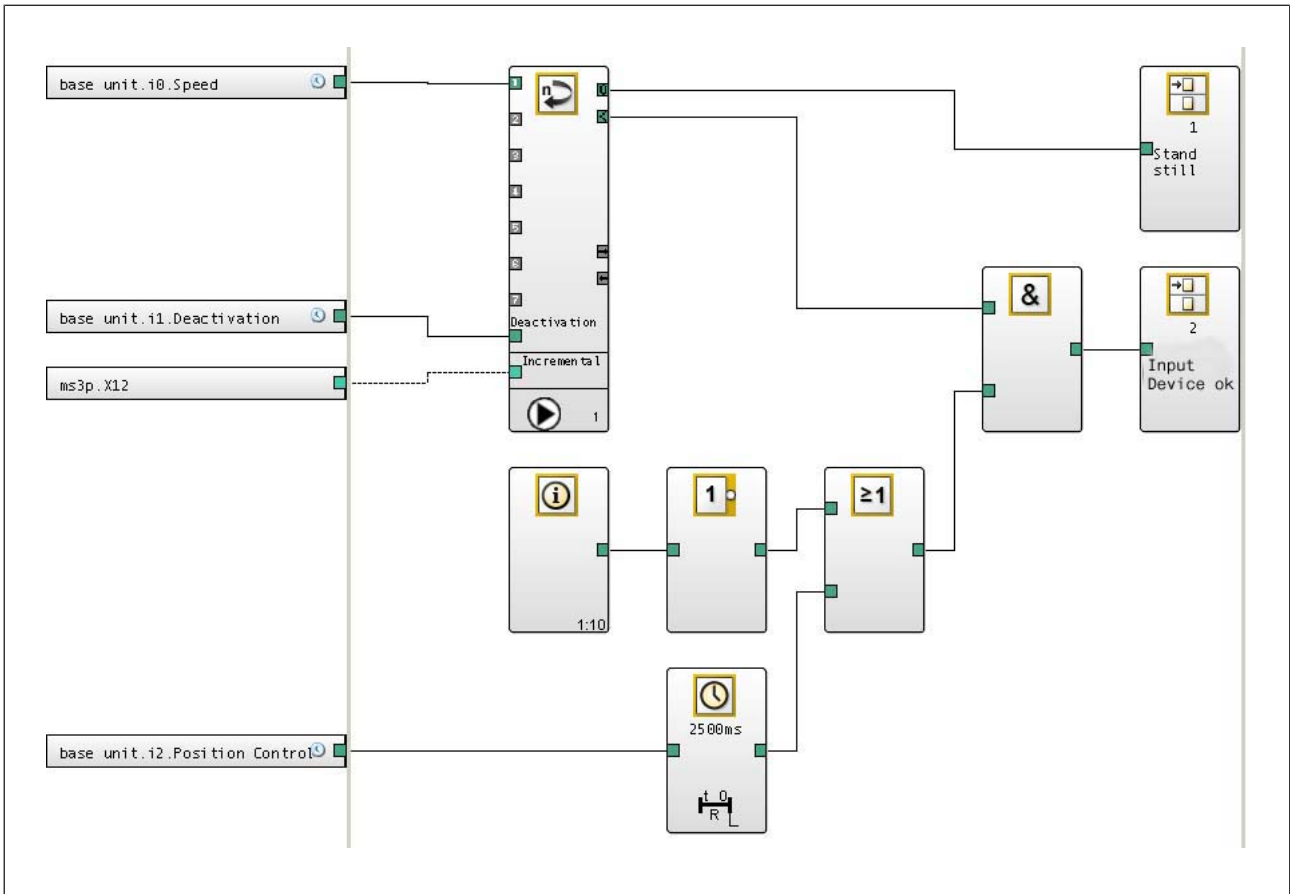 base unit.i0.Speed
1
n
0
<
1
Stand
still
2
3
4
5
6
7
→
←
base unit.i1.Deactivation
Deactivation
ms3p.X12
Incremental
1
&
2
Input
Device ok
i
1:10
1
≥1
base unit.i2.Position Control
2500ms
t 0
R